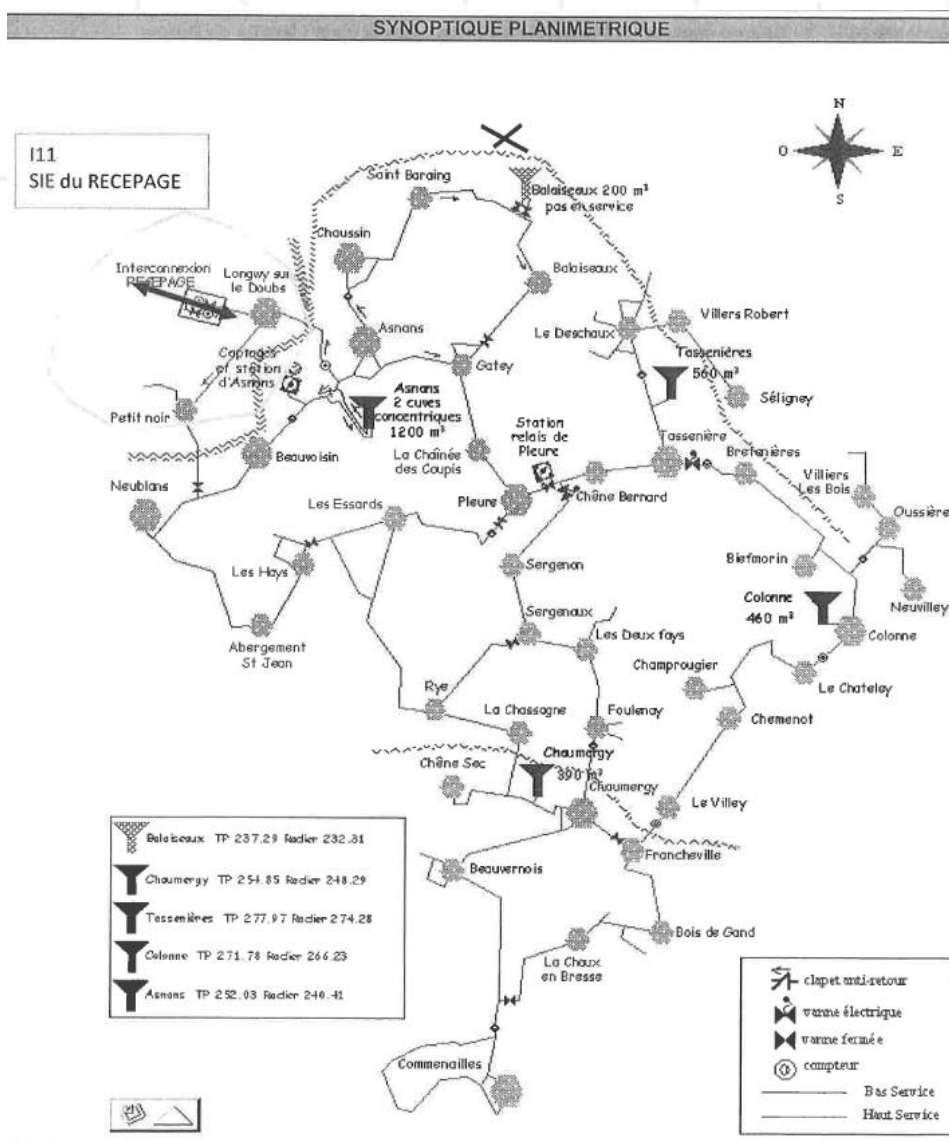 SYNOPTIQUE PLANIMETRIQUE
I11
SIE du RECEPAGE
N
O
E
S
Saint Baraing
Balaiseaux 200 m³
pas en service
Chaussin
Interconnexion
RECEPAGE
Longwy sur
le Doubs
Balaiseaux
Le Deschaux
Villers Robert
Asnans
Captages
et station
d'Asnans
Gatey
Tassenières
560 m³
Séligney
Petit noir
Asnans
2 cuves
concentriques
1200 m³
Station
relais de
Pleure
Tassenière
Beauvoisin
La Chaînée
des Coupis
Bretenières
Villiers
Les Bois
Neublans
Les Essards
Pleure
Chêne Bernard
Oussière
Les Hays
Sergenon
Biefmorin
Neuvilley
Colonne
460 m³
Colonne
Abergement
St Jean
Sergenaux
Les Deux fays
Champrougier
Le Chateley
Rye
La Chassagne
Foulenay
Chemenot
Chêne Sec
Chaumergy
390 m³
Chaumergy
Le Villey
Francheville
Beauvernois
Bois de Gand
La Chaux
en Bresse
Commenailles
Balaiseaux TP 237.29 Radier 232.31
Chaumergy TP 254.85 Radier 248.29
Tassenières TP 277.97 Radier 274.28
Colonne TP 271.78 Radier 266.23
Asnans TP 252.03 Radier 240.41
clapet anti-retour
vanne électrique
vanne fermée
compteur
Bas Service
Haut Service